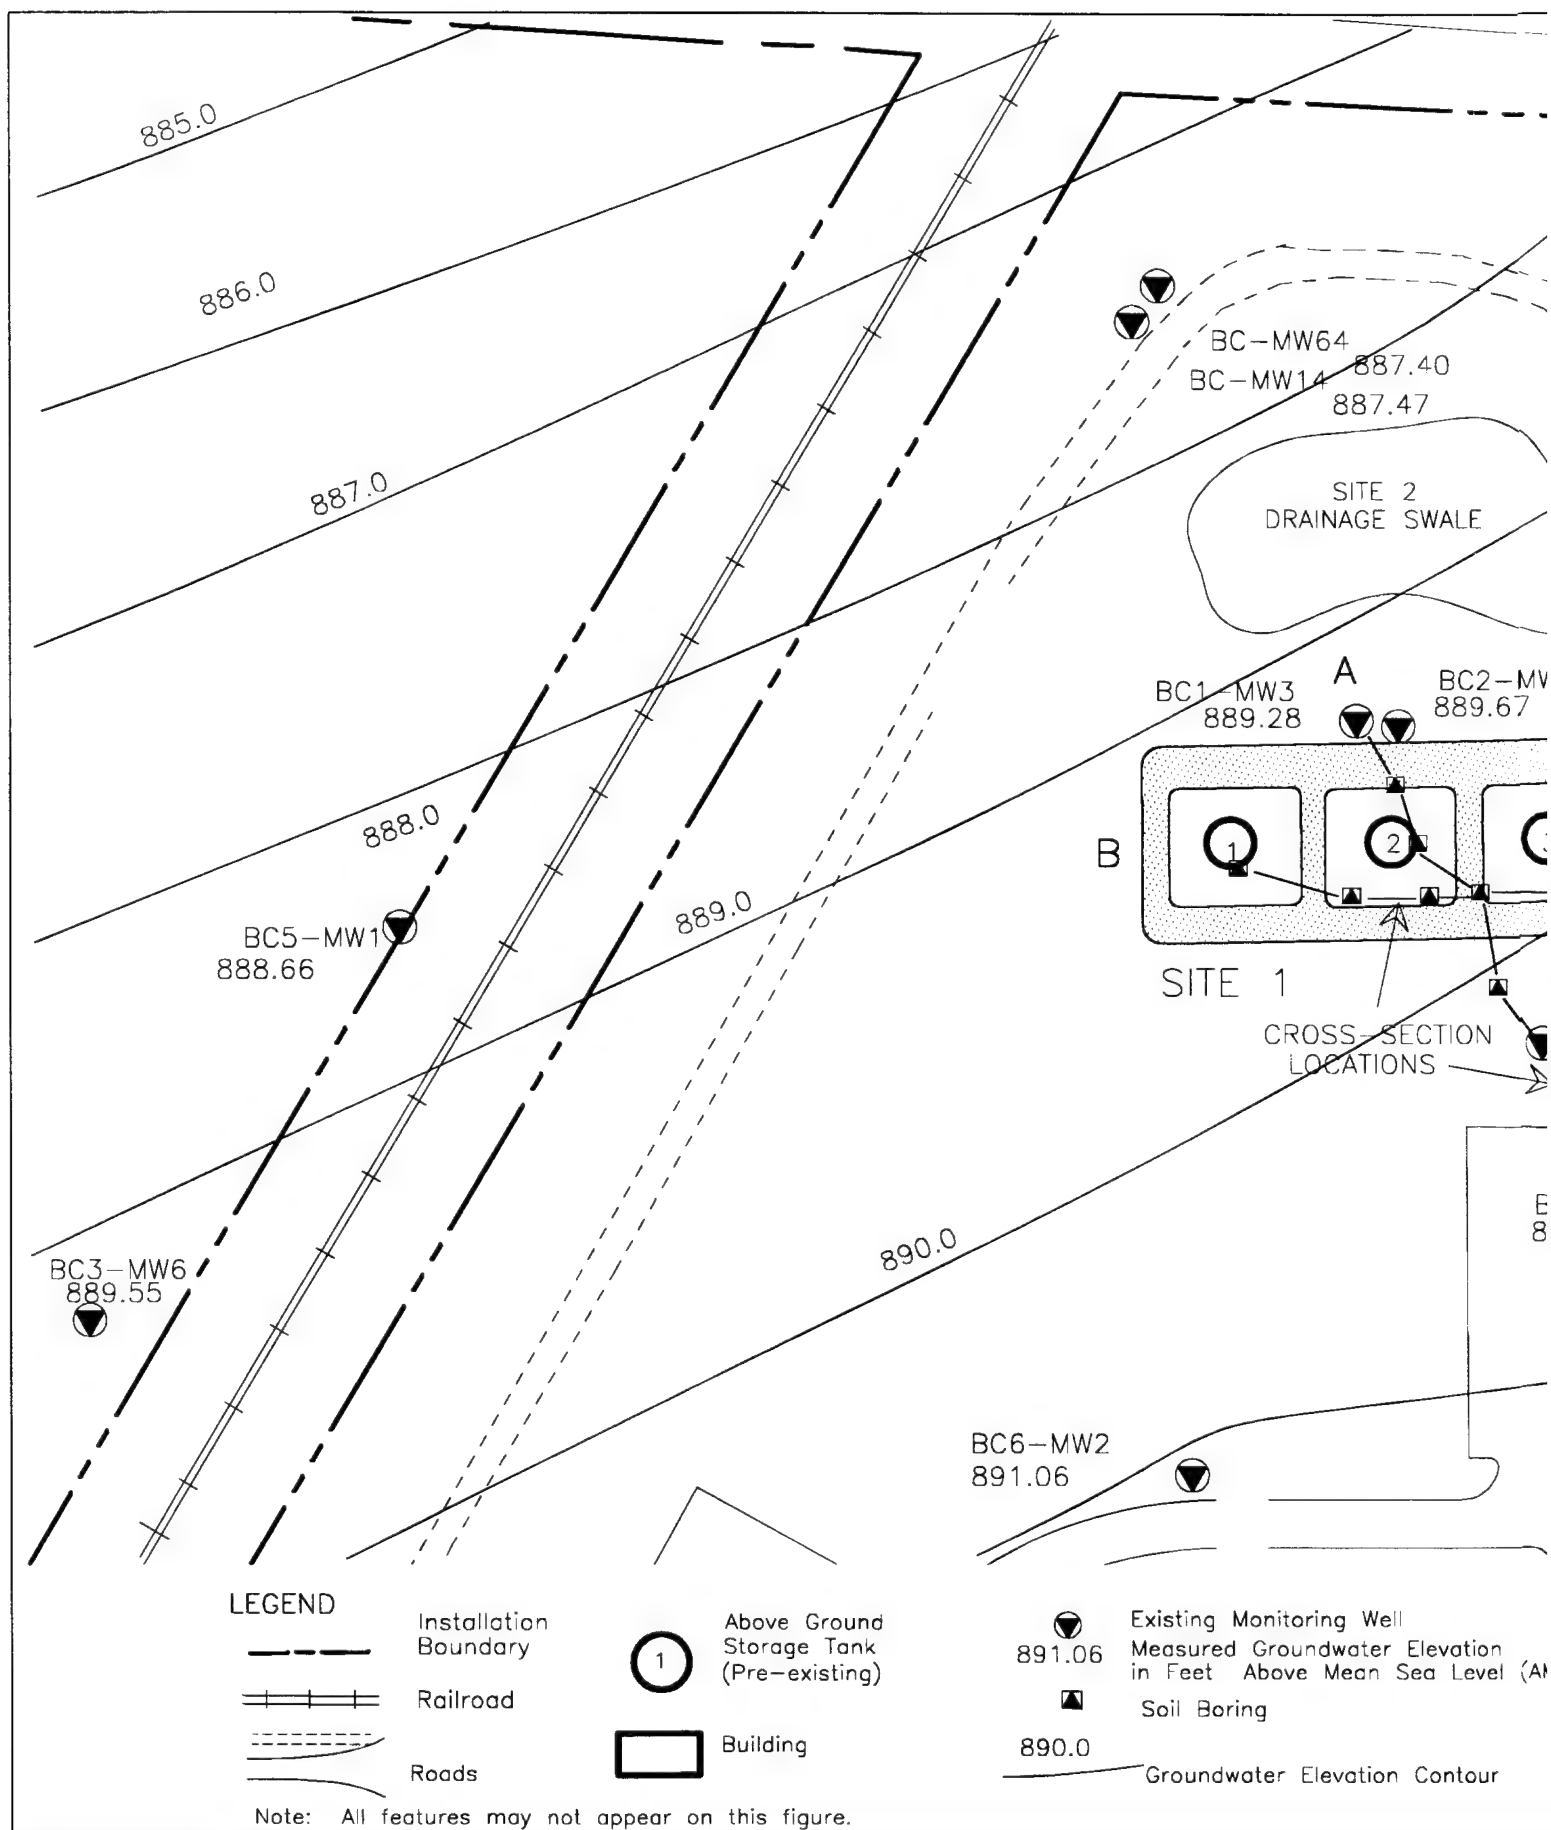 885.0
886.0
BC-MW64
887.40
BC-MW14
887.47
887.0
SITE 2
DRAINAGE SWALE
A
BC1-MW3
889.28
BC2-MW
889.67
888.0
B
1
2
889.0
BC5-MW1
888.66
SITE 1
CROSS-SECTION
LOCATIONS
890.0
BC3-MW6
889.55
8
BC6-MW2
891.06
LEGEND
Installation
Boundary
Railroad
Roads
Above Ground
Storage Tank
(Pre-existing)
1
Building
Existing Monitoring Well
891.06 Measured Groundwater Elevation
in Feet Above Mean Sea Level (A
Soil Boring
890.0
Groundwater Elevation Contour
Note: All features may not appear on this figure.